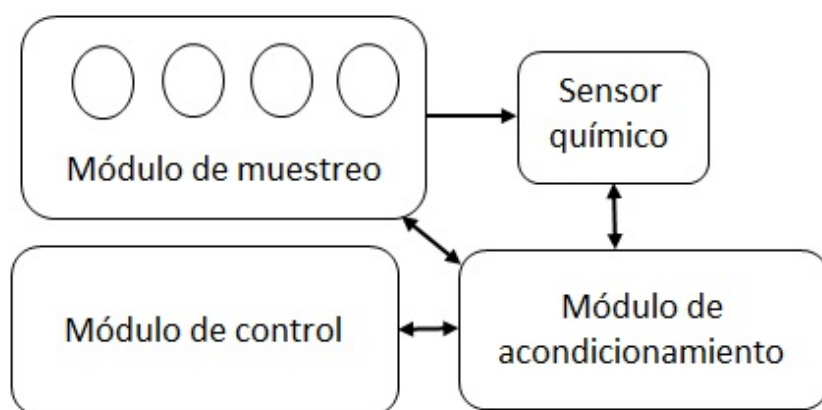 Sensor
químico
Módulo de muestreo
Módulo de control
Módulo de
acondicionamiento